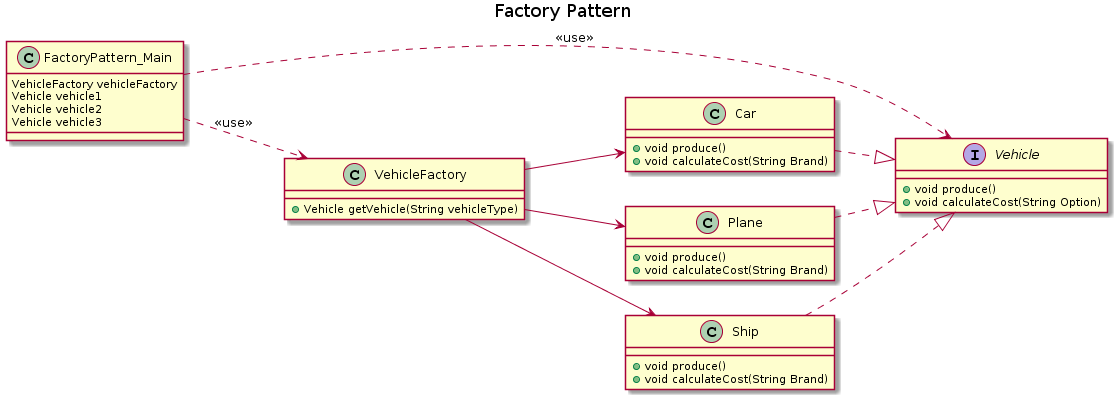 Factory Pattern
C FactoryPattern_Main
VehicleFactory vehicleFactory
Vehicle vehicle1
Vehicle vehicle2
Vehicle vehicle3
«use»
«use»
C VehicleFactory
Vehicle getVehicle(String vehicleType)
C Car
void produce()
void calculateCost(String Brand)
C Plane
void produce()
void calculateCost(String Brand)
C Ship
void produce()
void calculateCost(String Brand)
I Vehicle
void produce()
void calculateCost(String Option)